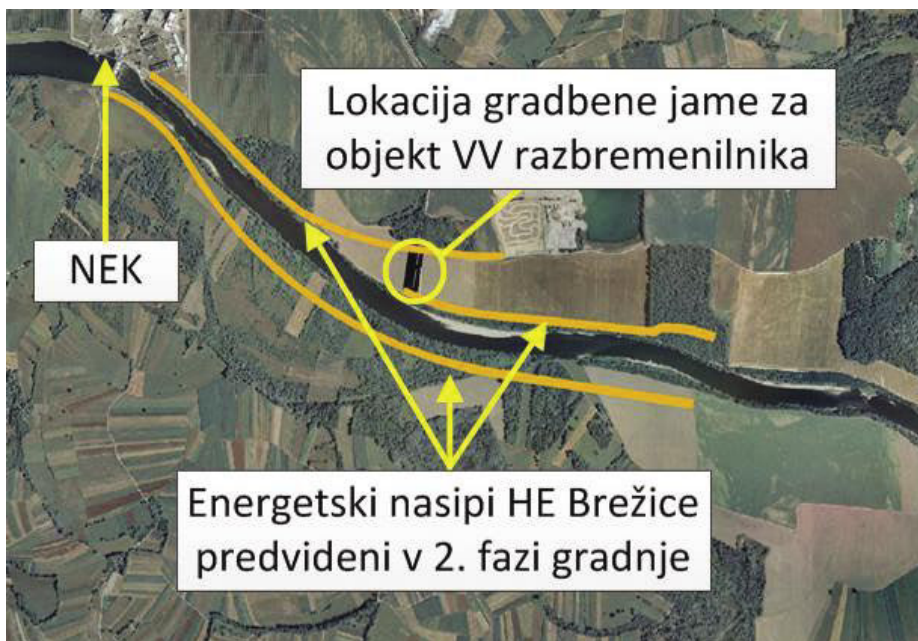 Lokacija gradbene jame za
objekt VV razbremenilnika
NEK
Energetski nasipi HE Brežice
predvideni v 2. fazi gradnje